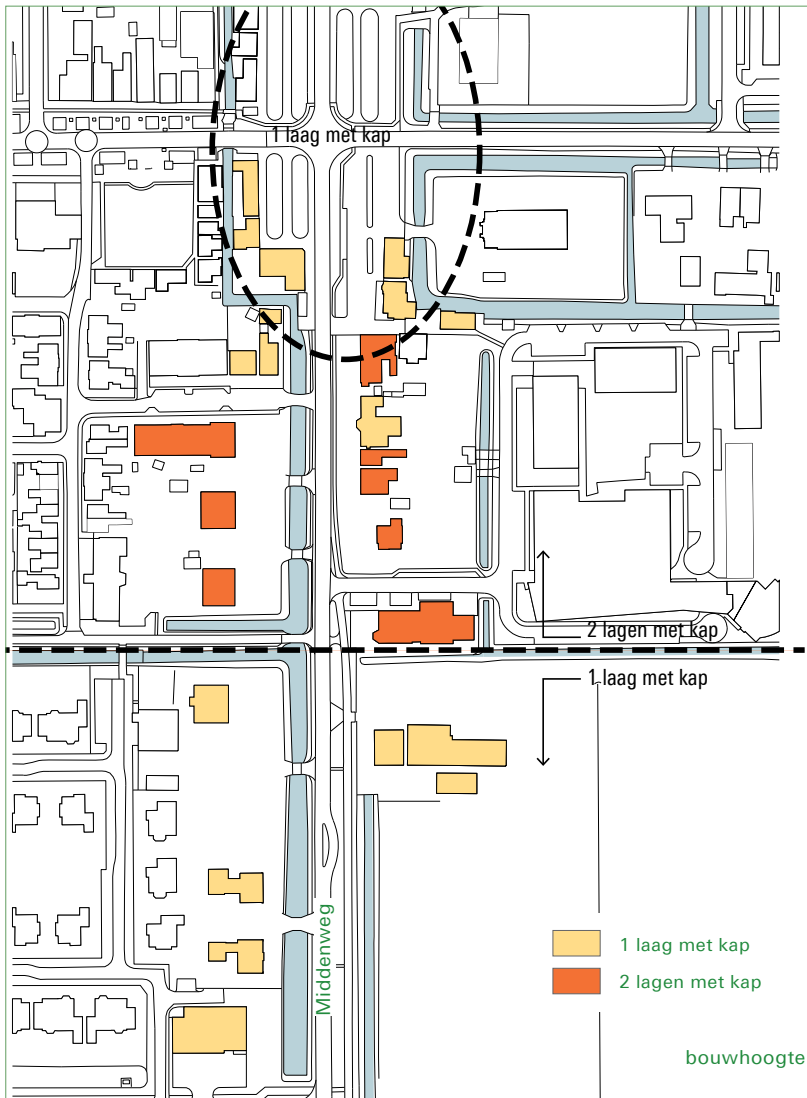 1 laag met kap
2 lagen met kap
1 laag met kap
Middenweg
1 laag met kap
2 lagen met kap
bouwhoogte